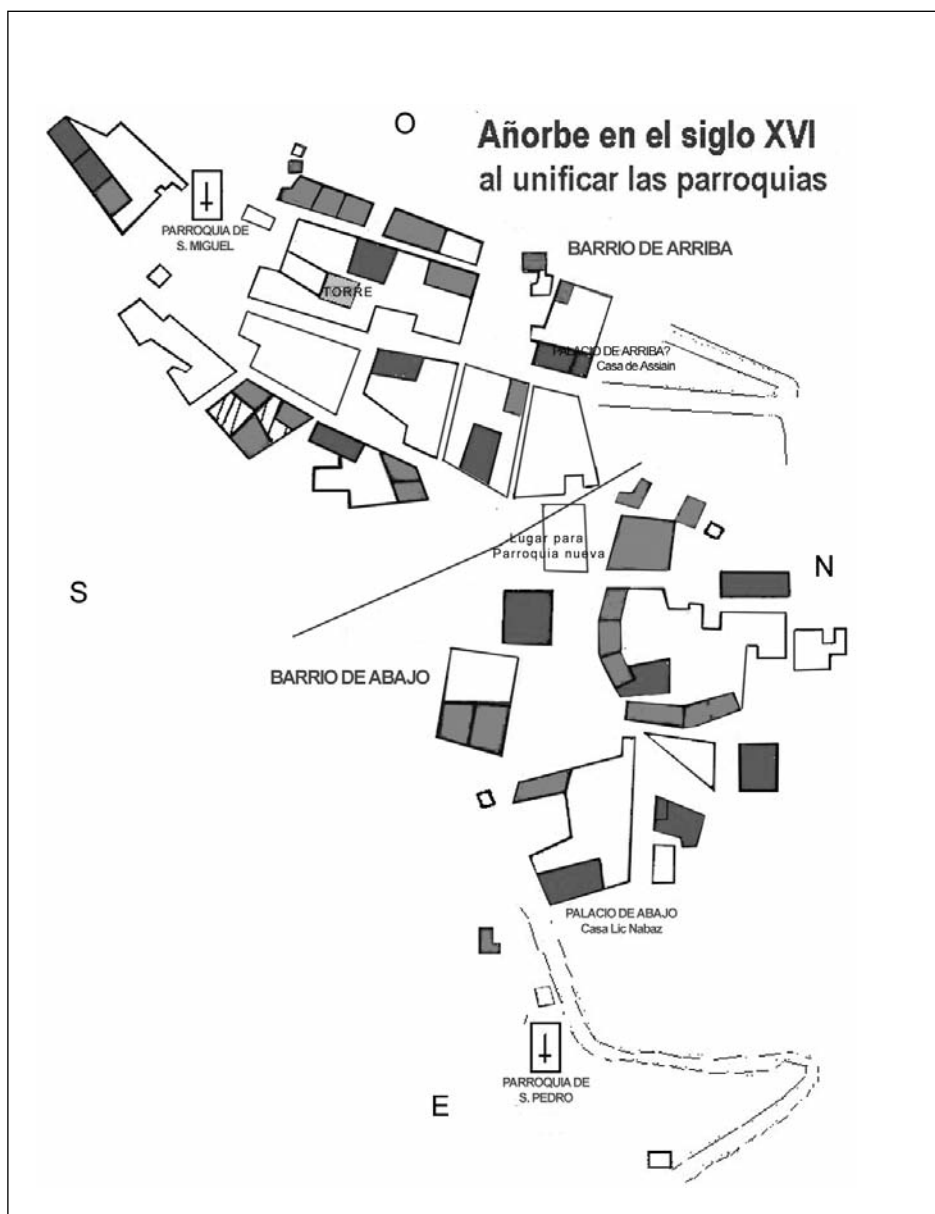 O
Añorbe en el siglo XVI
al unificar las parroquias
PARROQUIA DE
S. MIGUEL
BARRIO DE ARRIBA
TORRE
PALACIO DE ARRIBA?
Casa de Assiain
Lugar para
Parroquia nueva
N
S
BARRIO DE ABAJO
PALACIO DE ABAJO
Casa Lic Nabaz
PARROQUIA DE
S. PEDRO
E